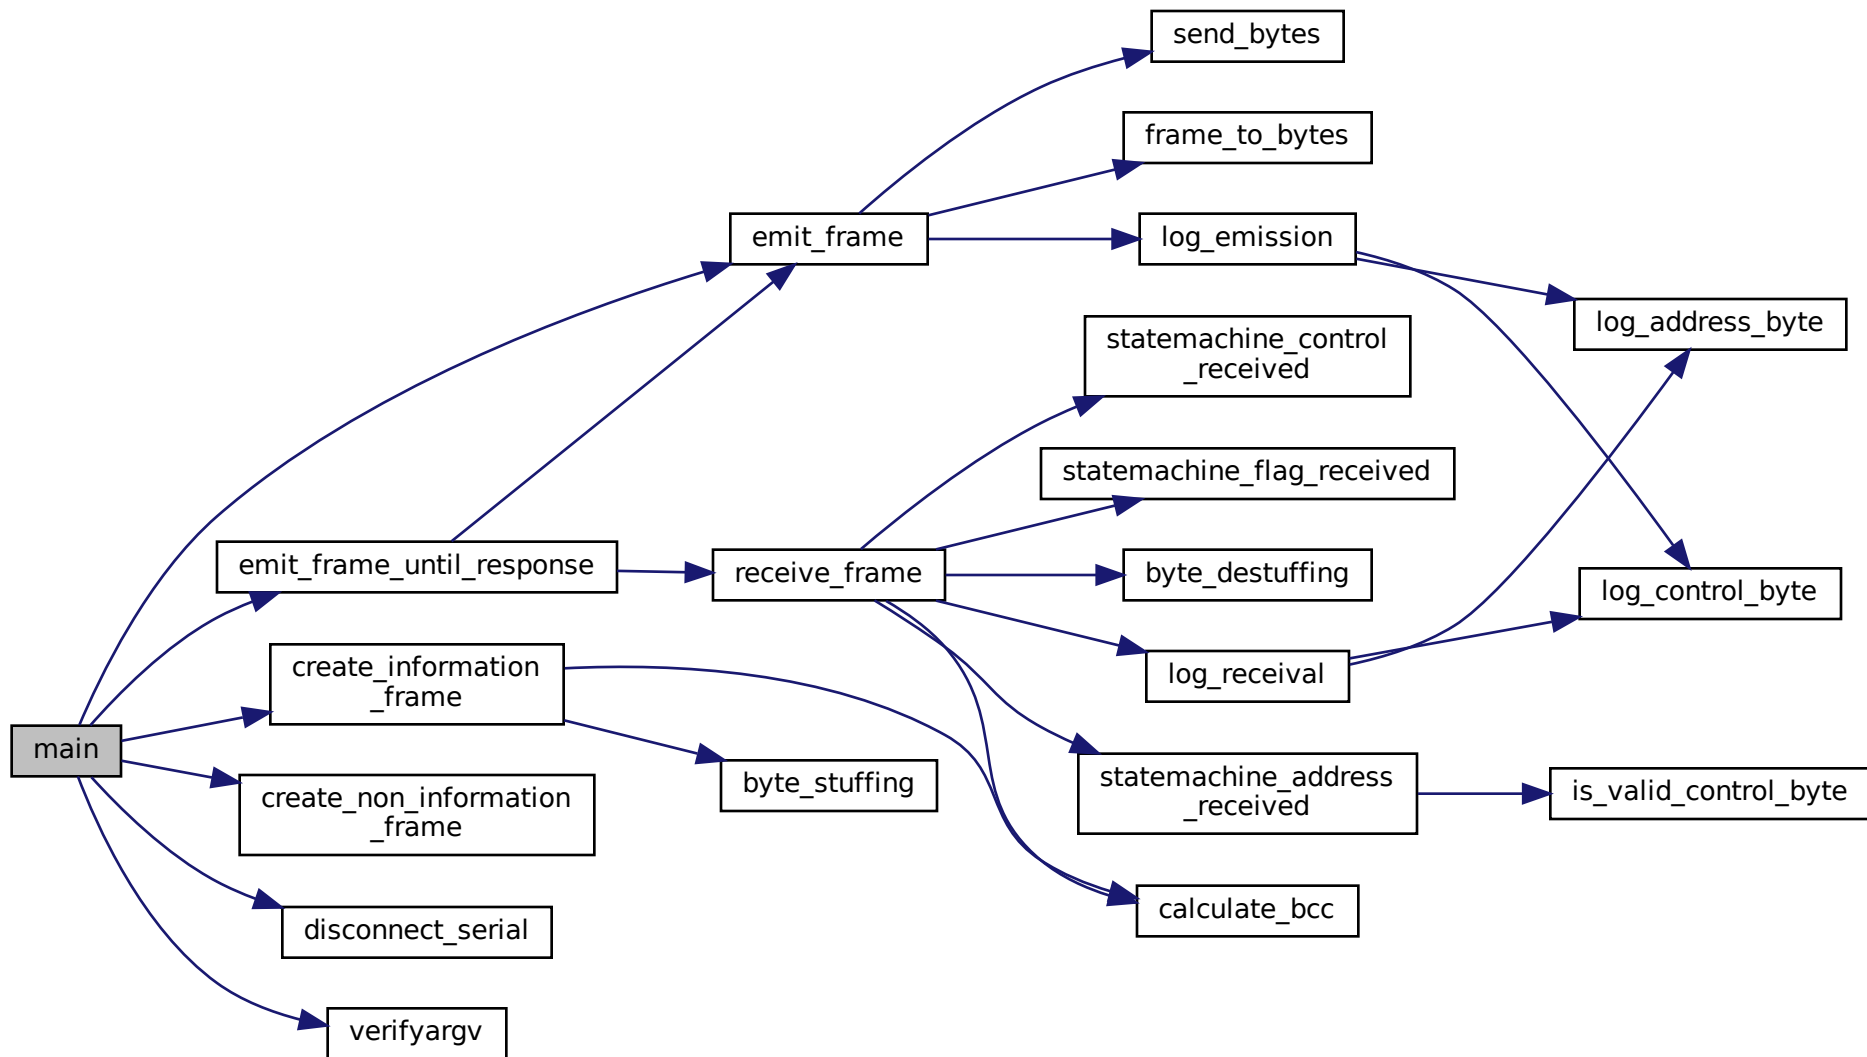 send_bytes
frame_to_bytes
emit_frame
log_emission
log_address_byte
statemachine_control
_received
statemachine_flag_received
emit_frame_until_response
receive_frame
byte_destuffing
log_control_byte
create_information
_frame
log_receival
main
byte_stuffing
statemachine_address
_received
is_valid_control_byte
create_non_information
_frame
calculate_bcc
disconnect_serial
verifyargv